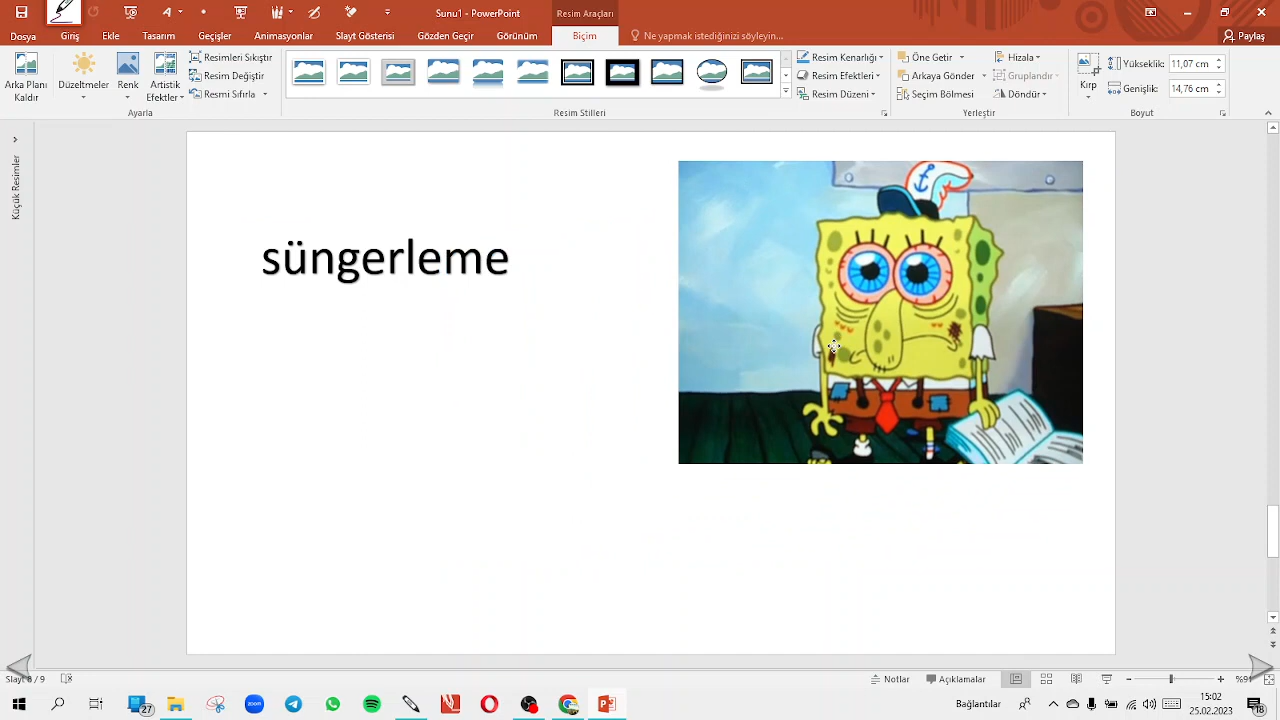 Sunu1 - PowerPoint
Resim Araçları
Dosya Giriş Ekle Tasarım Geçişler Animasyonlar Slayt Gösterisi Gözden Geçir Görünüm Biçim Ne yapmak istediğinizi söyleyin... Paylaş
Arka Planı Kaldır
Düzeltmeler
Renk
Artistik Efektler
Resimleri Sıkıştır
Resim Değiştir
Resmi Sıfırla
Resim Kenarlığı
Resim Efektleri
Resim Düzeni
Öne Getir
Arkaya Gönder
Seçim Bölmesi
Hizala
Gruplandır
Döndür
Kırp
Yükseklik: 11,07 cm
Genişlik: 14,76 cm
Ayarla Resim Stilleri Yerleştir Boyut
Küçük Resimler
süngerleme
Notlar Açıklamalar
27
Bağlantılar
15:02
25.02.2023
18